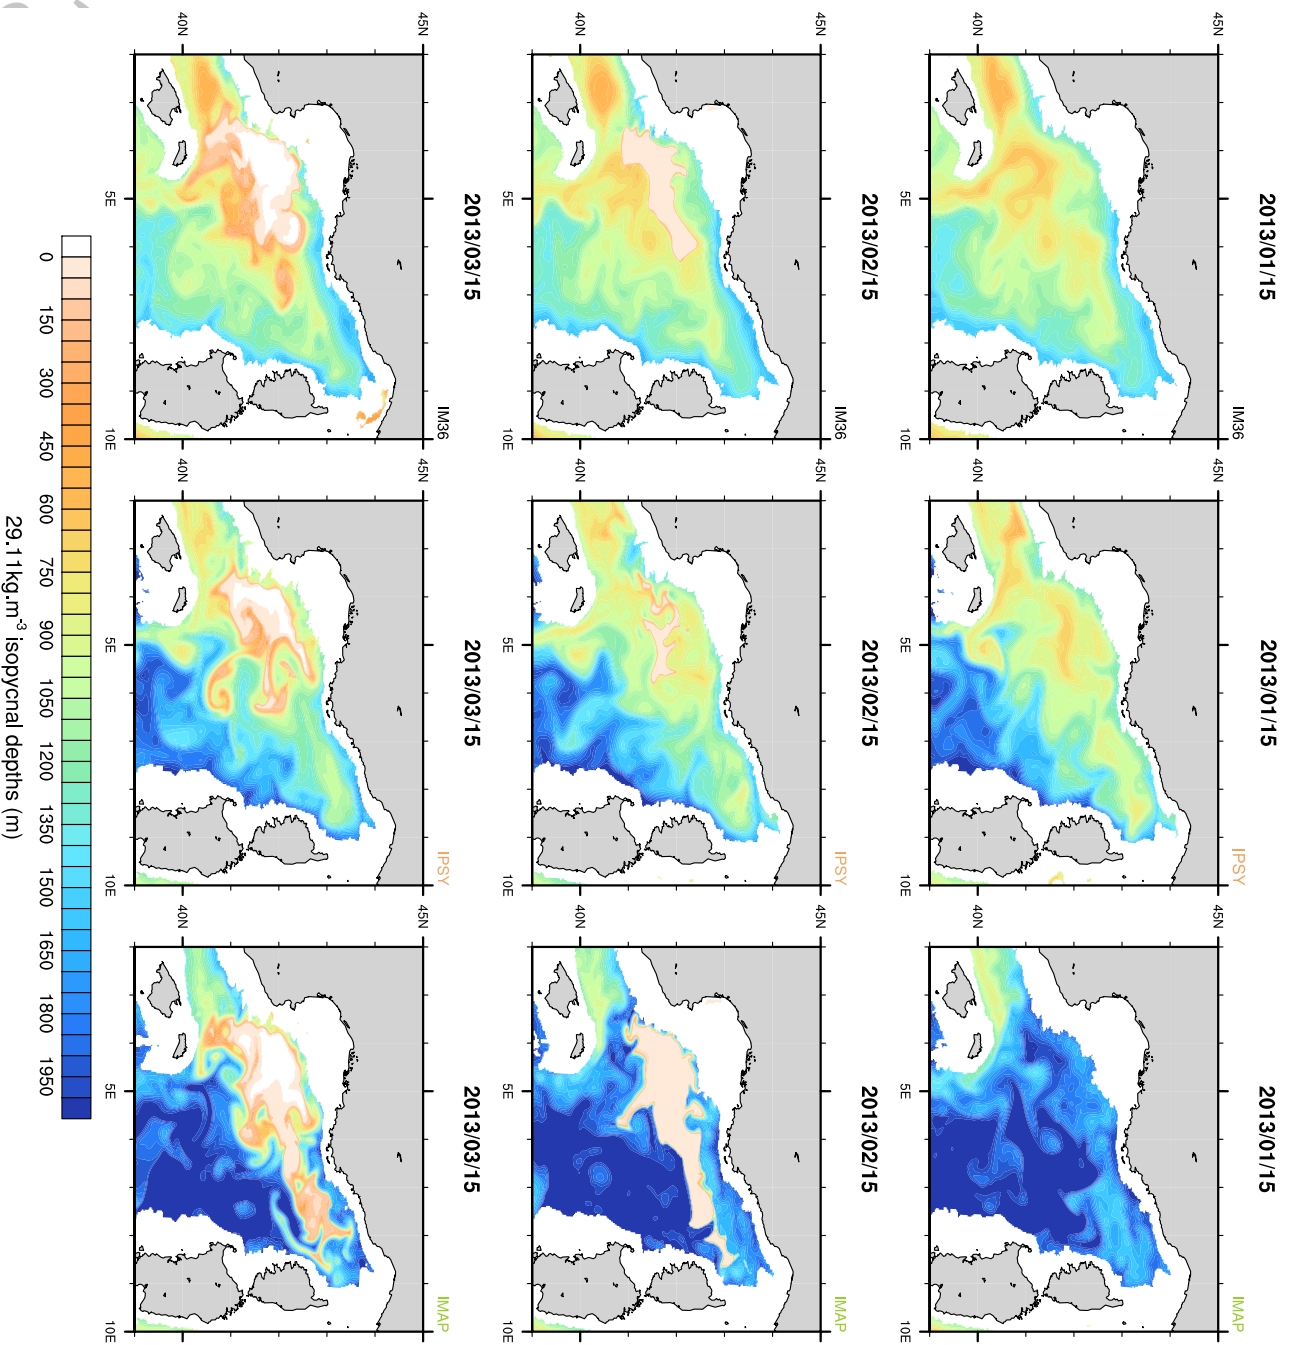 2013/01/15 2013/01/15 2013/01/15
IM36 IPSY IMAP
45N 45N 45N
40N 40N 40N
5E 10E 5E 10E 5E 10E
2013/02/15 2013/02/15 2013/02/15
IM36 IPSY IMAP
45N 45N 45N
40N 40N 40N
5E 10E 5E 10E 5E 10E
2013/03/15 2013/03/15 2013/03/15
IM36 IPSY IMAP
45N 45N 45N
40N 40N 40N
5E 10E 5E 10E 5E 10E
0 150 300 450 600 750 900 1050 1200 1350 1500 1650 1800 1950
29.11kg.m⁻³ isopycnal depths (m)